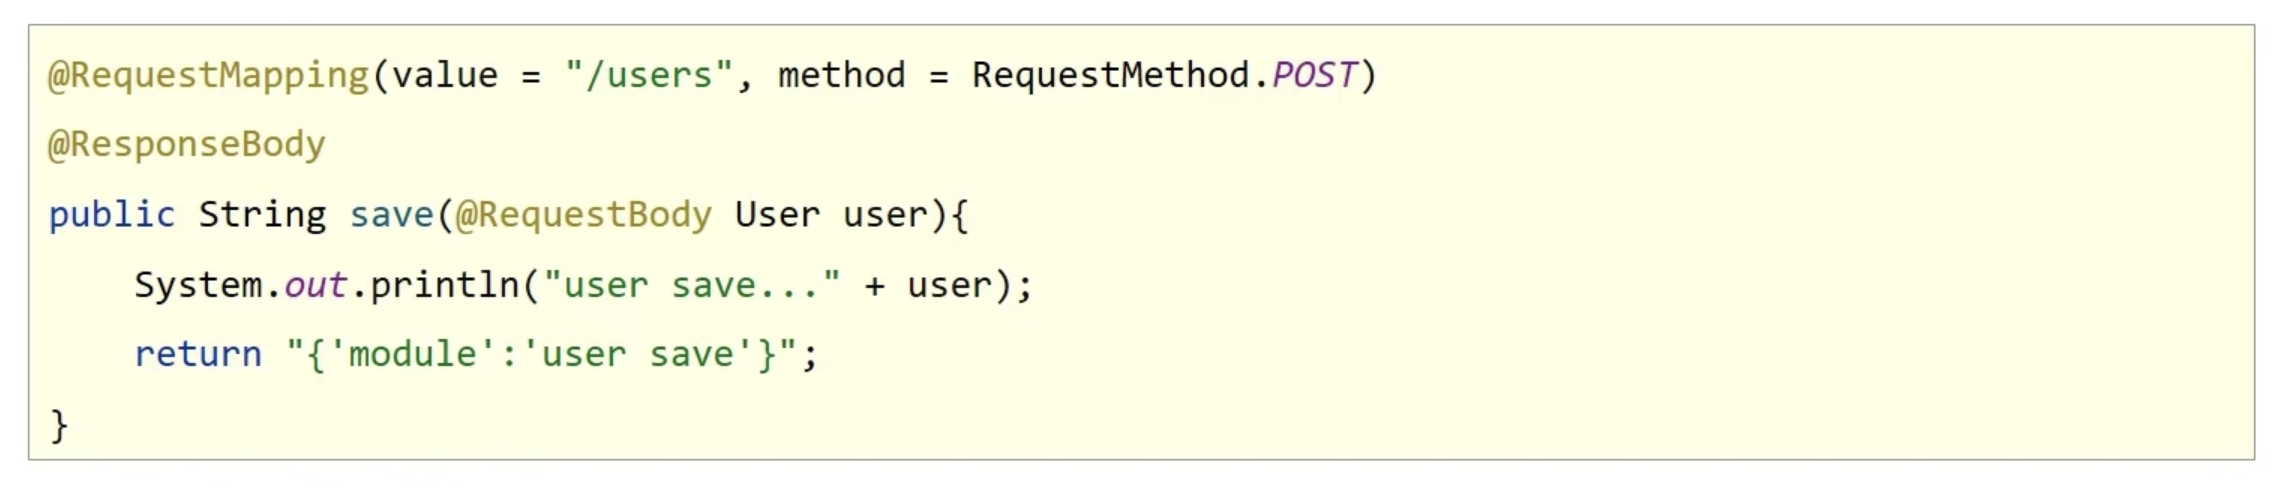 @RequestMapping(value = "/users", method = RequestMethod.POST)
@ResponseBody
public String save(@RequestBody User user){
    System.out.println("user save..." + user);
    return "{'module':'user save'}";
}